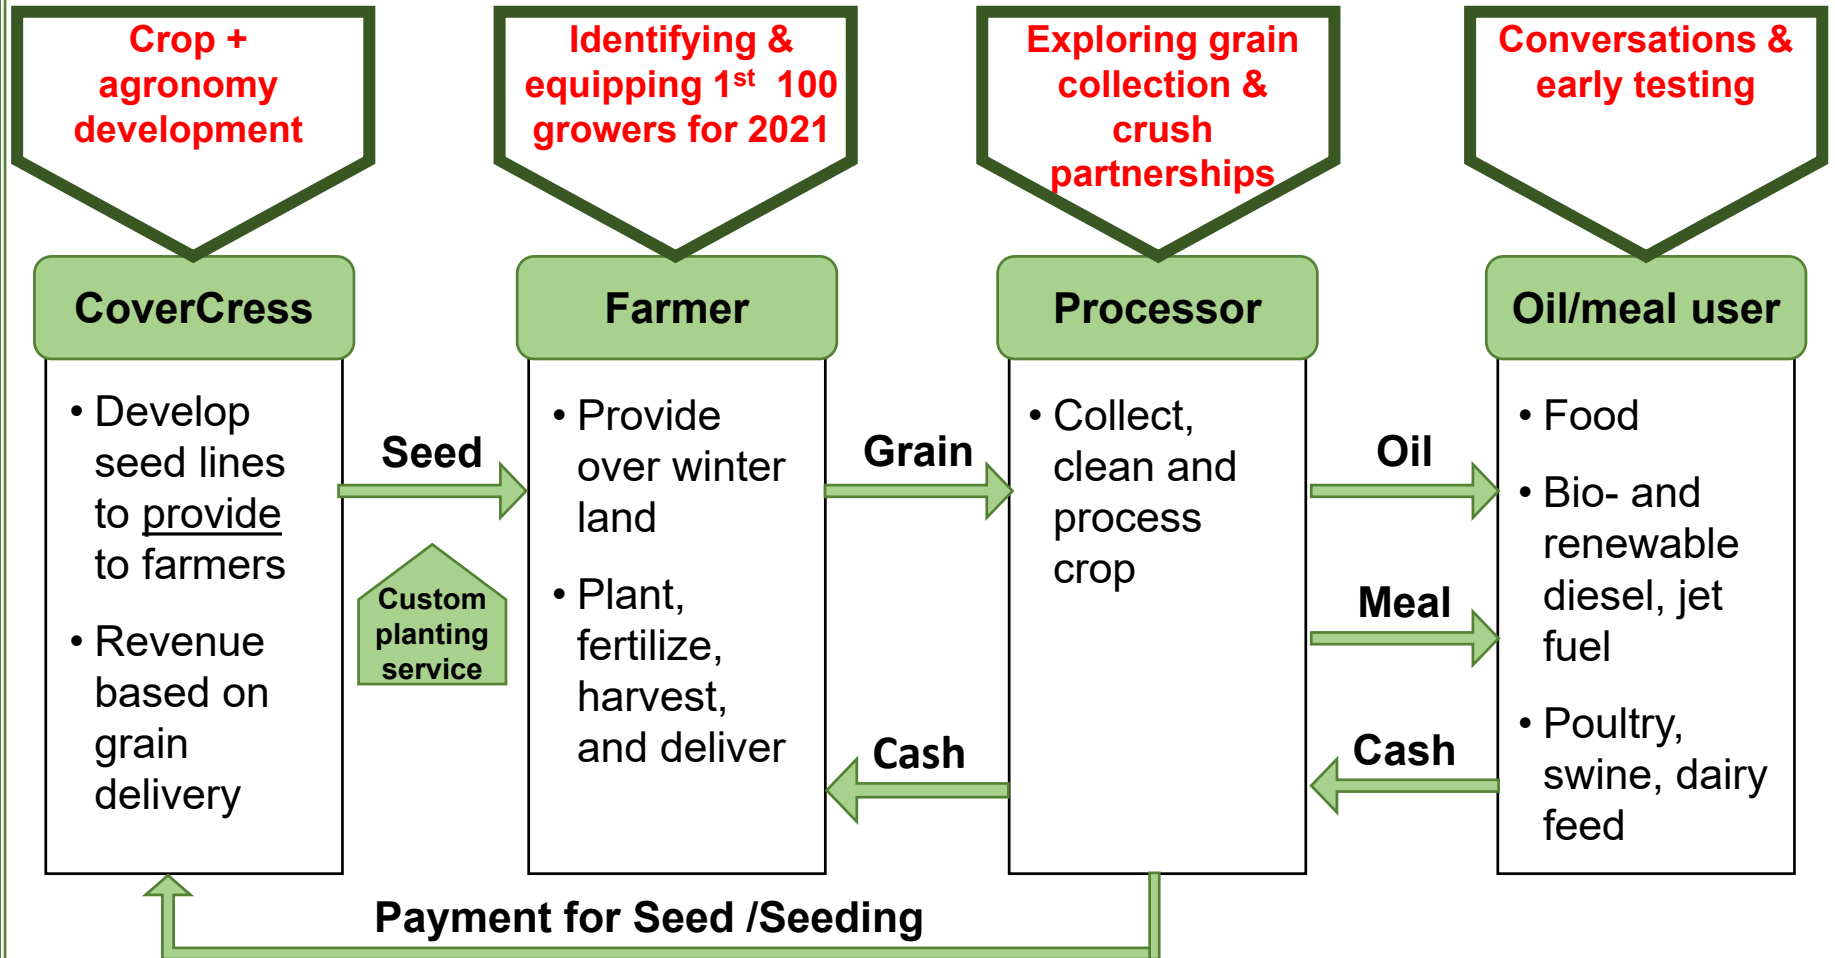 Crop +
agronomy
development
Identifying &
equipping 1st 100
growers for 2021
Exploring grain
collection &
crush
partnerships
Conversations &
early testing
CoverCress
Farmer
Processor
Oil/meal user
• Develop
seed lines
to provide
to farmers
• Revenue
based on
grain
delivery
Seed
Custom
planting
service
• Provide
over winter
land
• Plant,
fertilize,
harvest,
and deliver
Grain
Cash
• Collect,
clean and
process
crop
Oil
Meal
Cash
• Food
• Bio- and
renewable
diesel, jet
fuel
• Poultry,
swine, dairy
feed
Payment for Seed /Seeding